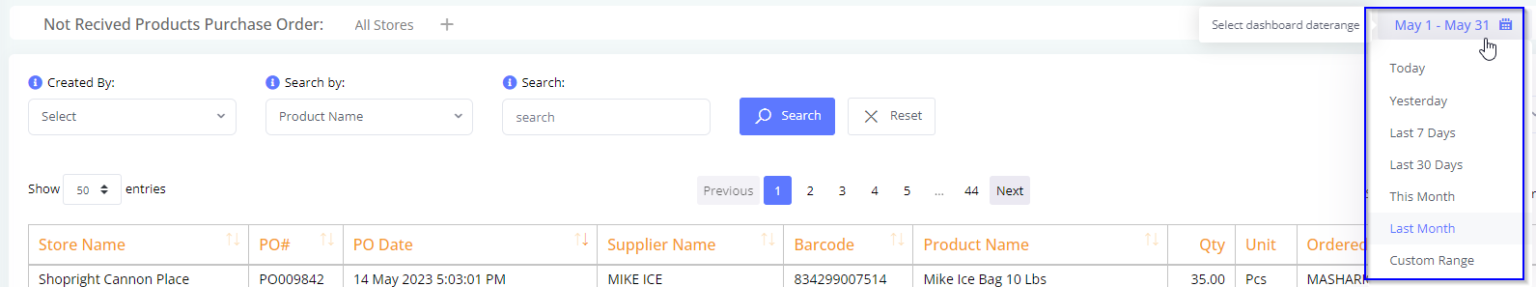 Not Recived Products Purchase Order: All Stores +
Select dashboard daterange
May 1 - May 31
Today
Yesterday
Last 7 Days
Last 30 Days
This Month
Last Month
Custom Range
Created By: Search by: Search:
Select Product Name search Search Reset
Show 50 entries
Previous 1 2 3 4 5 ... 44 Next
Store Name PO# PO Date Supplier Name Barcode Product Name Qty Unit Ordered
Shopright Cannon Place PO009842 14 May 2023 5:03:01 PM MIKE ICE 834299007514 Mike Ice Bag 10 Lbs 35.00 Pcs